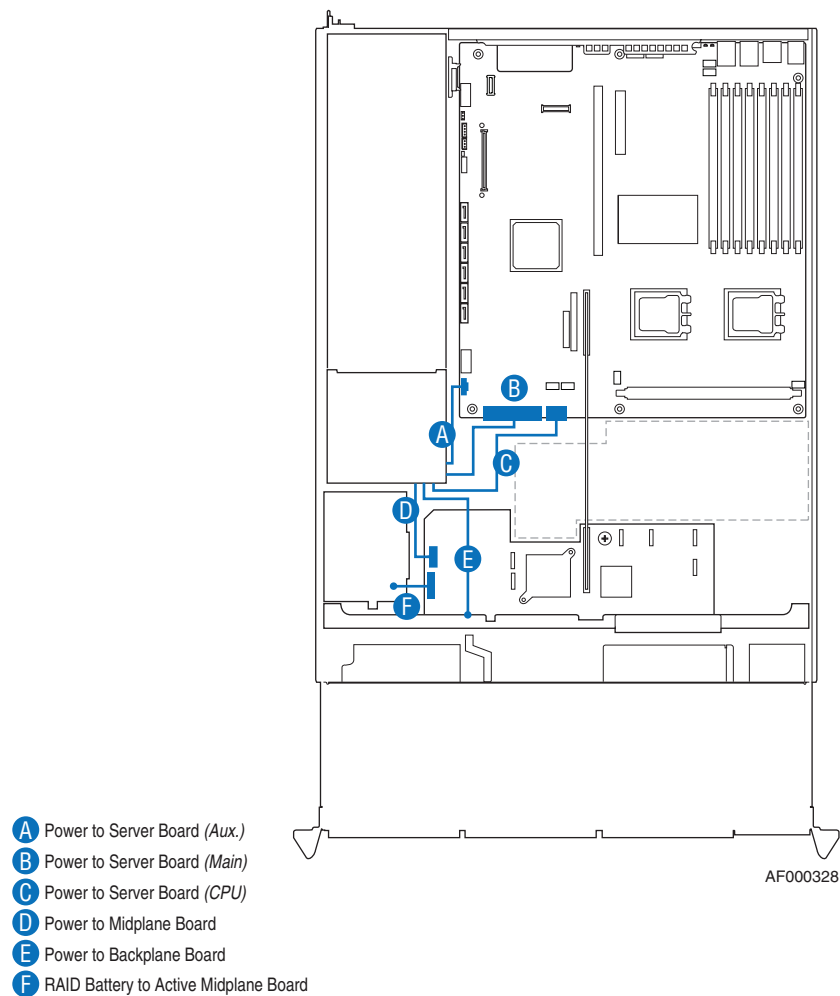 B
A
C
D
E
F
AF000328
A Power to Server Board (Aux.)
B Power to Server Board (Main)
C Power to Server Board (CPU)
D Power to Midplane Board
E Power to Backplane Board
F RAID Battery to Active Midplane Board